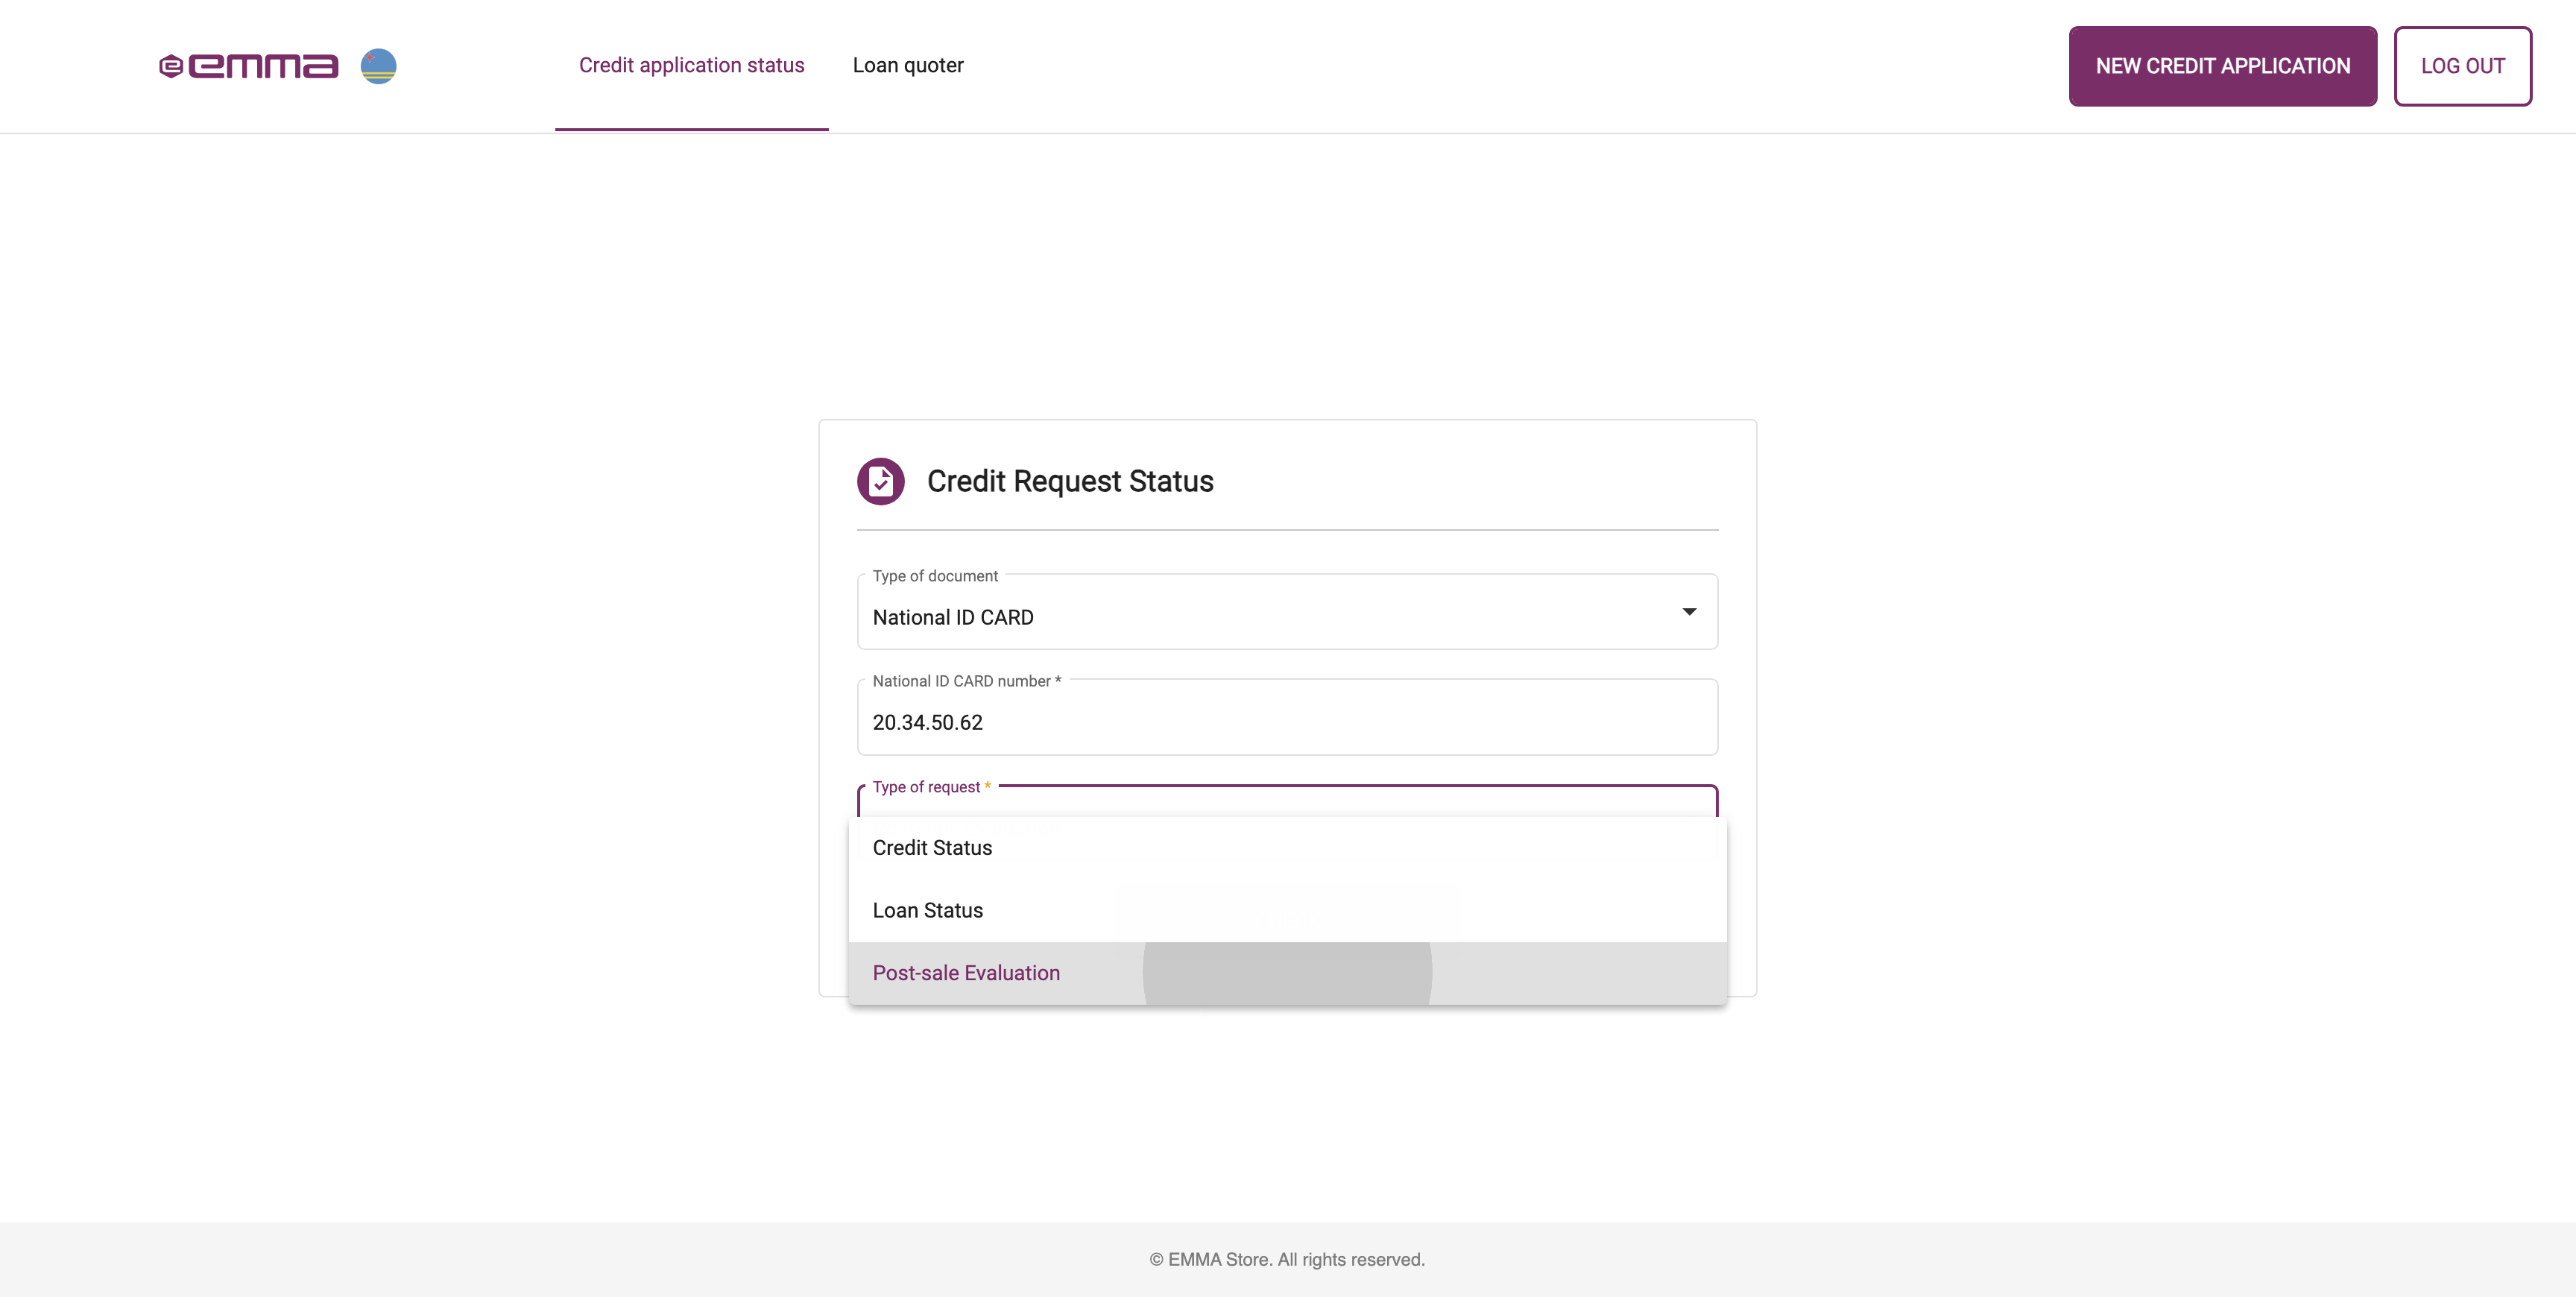 emma
Credit application status
Loan quoter
NEW CREDIT APPLICATION
LOG OUT
Credit Request Status
Type of document
National ID CARD
National ID CARD number *
20.34.50.62
Type of request *
Credit Status
Loan Status
Post-sale Evaluation
© EMMA Store. All rights reserved.